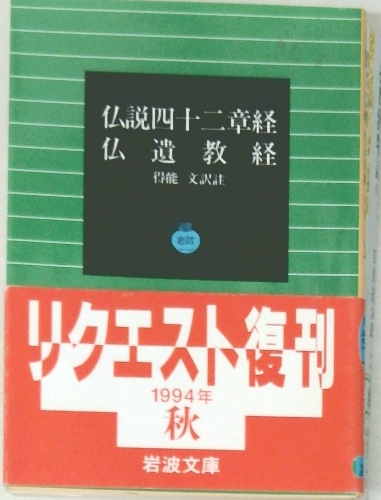 仏説四十二章経
仏遺教経
得能 文訳註
リクエスト復刊
1994年
秋
岩波文庫